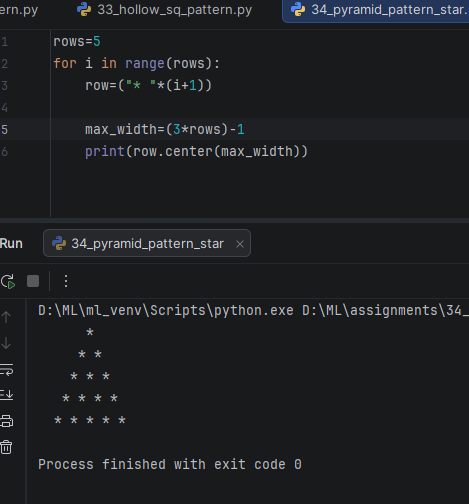 ern.py 33_hollow_sq_pattern.py 34_pyramid_pattern_star.
1 rows=5
2 for i in range(rows):
3     row=("* "*(i+1))
4
5     max_width=(3*rows)-1
6     print(row.center(max_width))
Run 34_pyramid_pattern_star ×
D:\ML\ml_venv\Scripts\python.exe D:\ML\assignments\34_
      *
     * *
    * * *
   * * * *
  * * * * *
Process finished with exit code 0